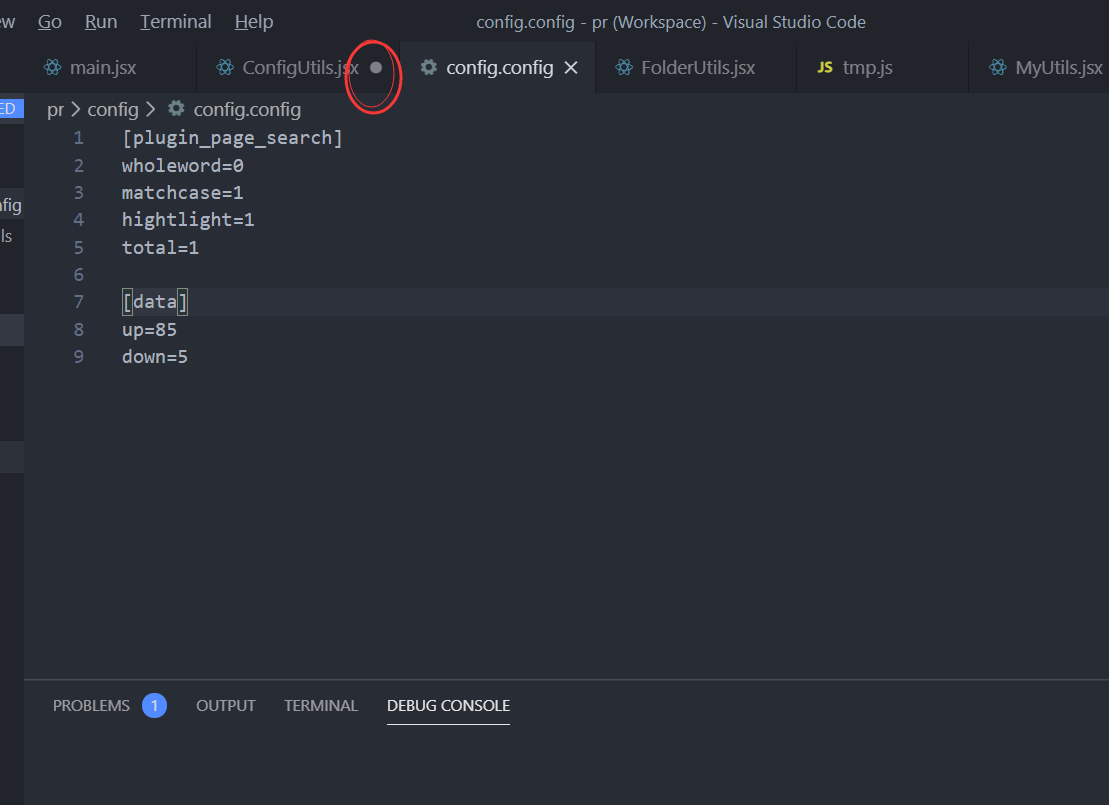 ew Go Run Terminal Help config.config - pr (Workspace) - Visual Studio Code
main.jsx ConfigUtils.jsx config.config FolderUtils.jsx JS tmp.js MyUtils.jsx
ED pr config config.config
1 [plugin_page_search]
2 wholeword=0
3 matchcase=1
nfig 4 hightlight=1
ls 5 total=1
6
7 [data]
8 up=85
9 down=5
PROBLEMS 1 OUTPUT TERMINAL DEBUG CONSOLE